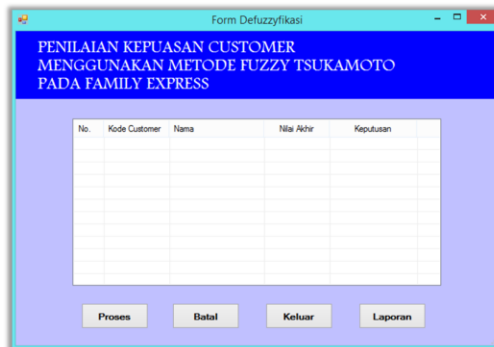 Form Defuzzyfikasi
PENILAIAN KEPUASAN CUSTOMER
MENGGUNAKAN METODE FUZZY TSUKAMOTO
PADA FAMILY EXPRESS
No. Kode Customer Nama Nilai Akhir Keputusan
Proses Batal Keluar Laporan